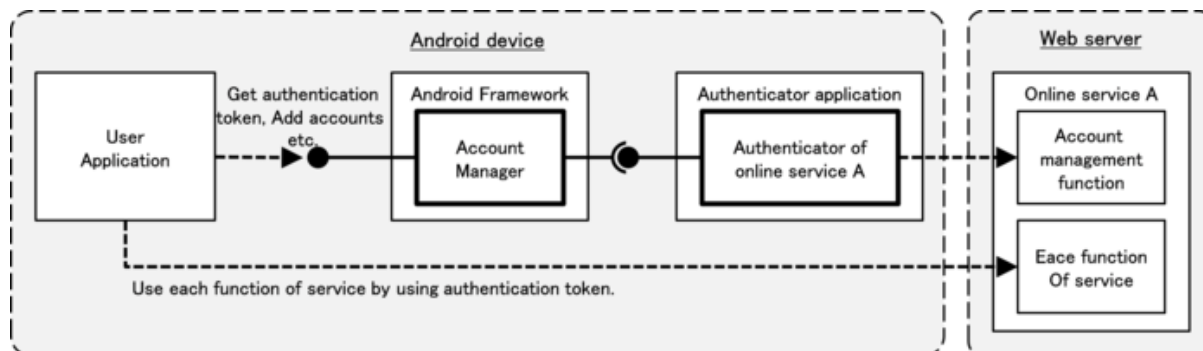 Android device
Web server
User
Application
Get authentication
token, Add accounts
etc.
Android Framework
Account
Manager
Authenticator application
Authenticator of
online service A
Online service A
Account
management
function
Eace function
Of service
Use each function of service by using authentication token.